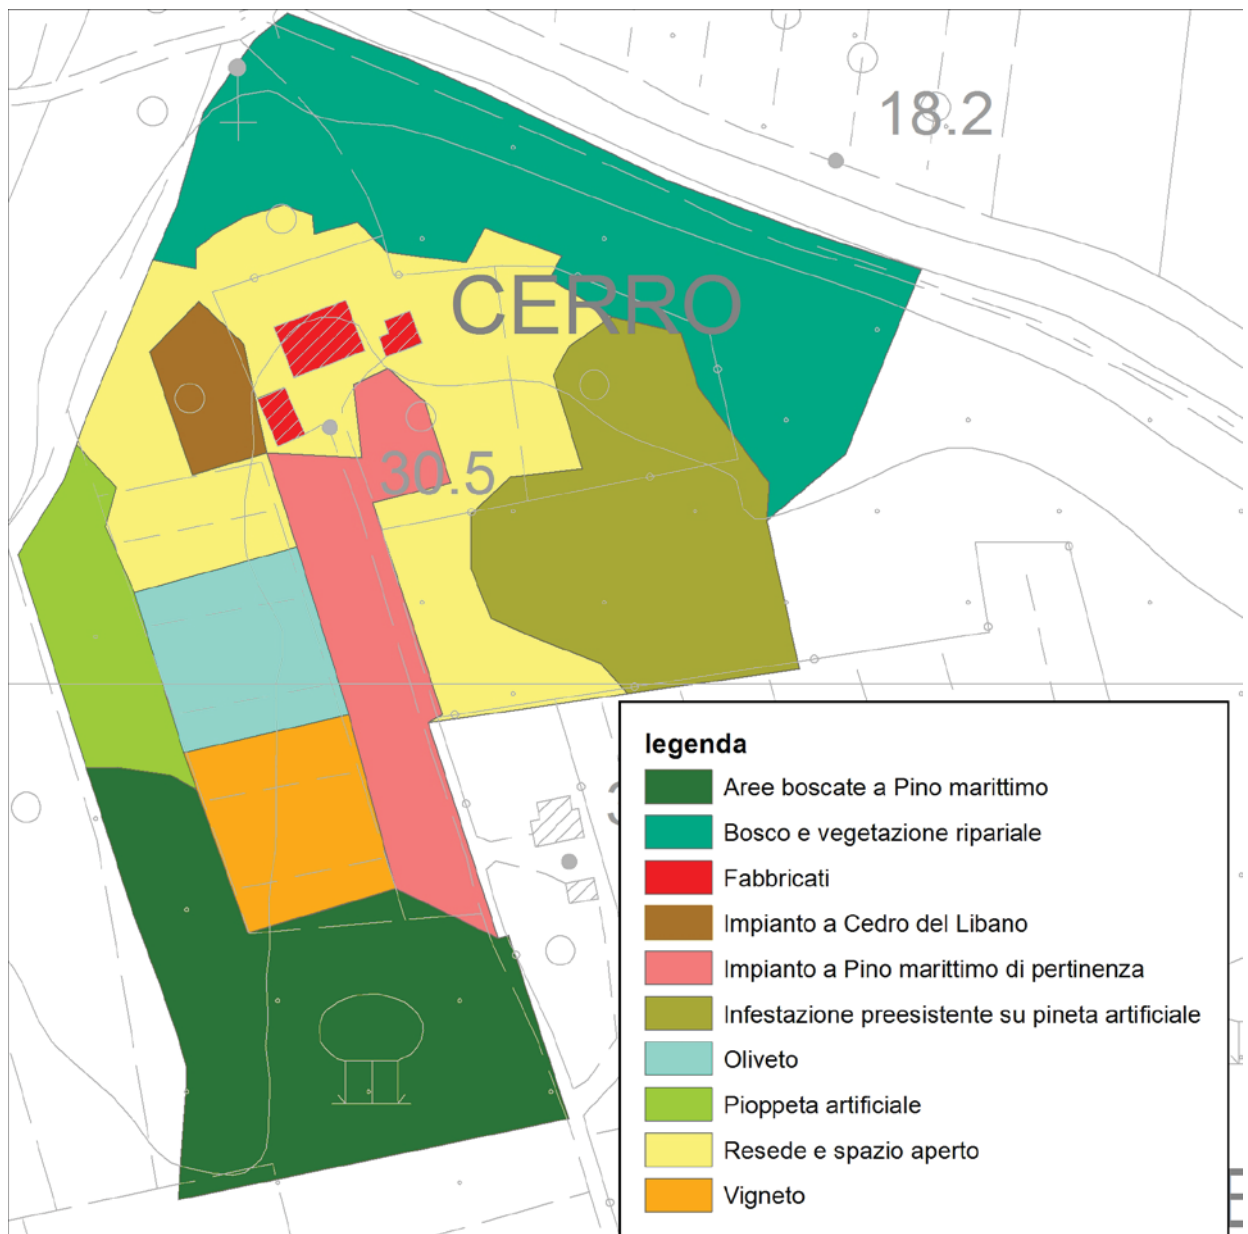 18.2
CERRO
30.5
legenda
Aree boscate a Pino marittimo
Bosco e vegetazione ripariale
Fabbricati
Impianto a Cedro del Libano
Impianto a Pino marittimo di pertinenza
Infestazione preesistente su pineta artificiale
Oliveto
Pioppeta artificiale
Resede e spazio aperto
Vigneto